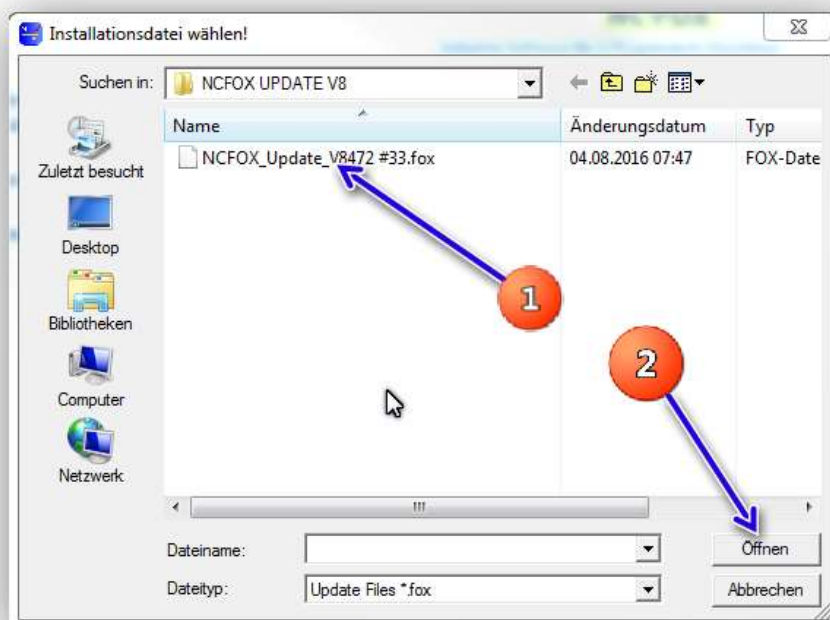 Installationsdatei wählen!
Suchen in: NCFOX UPDATE V8
Name Änderungsdatum Typ
NCFOX_Update_V8472 #33.fox 04.08.2016 07:47 FOX-Date
Zuletzt besucht
Desktop
Bibliotheken
Computer
Netzwerk
1
2
Dateiname: Öffnen
Dateityp: Update Files *.fox Abbrechen